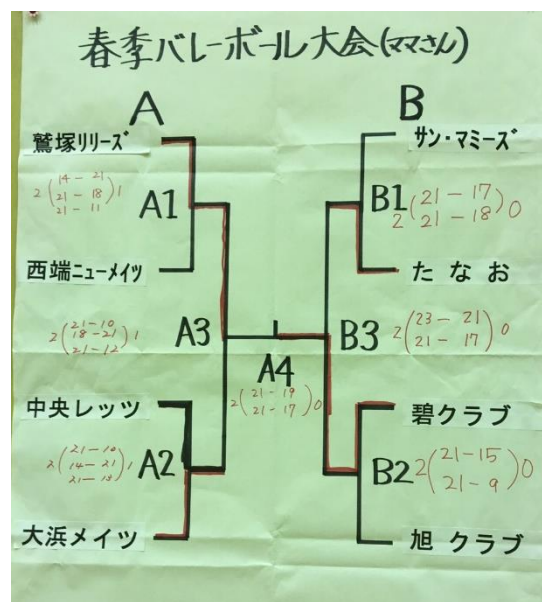 春季バレーボール大会(ママさん)
A
B
鷲塚リリーズ
サン・マミーズ
2(14-21
21-18)1
21-11
A1
B1
2(21-17
21-18)0
西端ニューメイツ
たなお
2(21-10
18-21)1
21-12
A3
B3
2(23-21
21-17)0
A4
2(21-19
21-17)0
中央レッツ
碧クラブ
2(21-10
14-21)1
21-13
A2
B2
2(21-15
21-9)0
大浜メイツ
旭クラブ